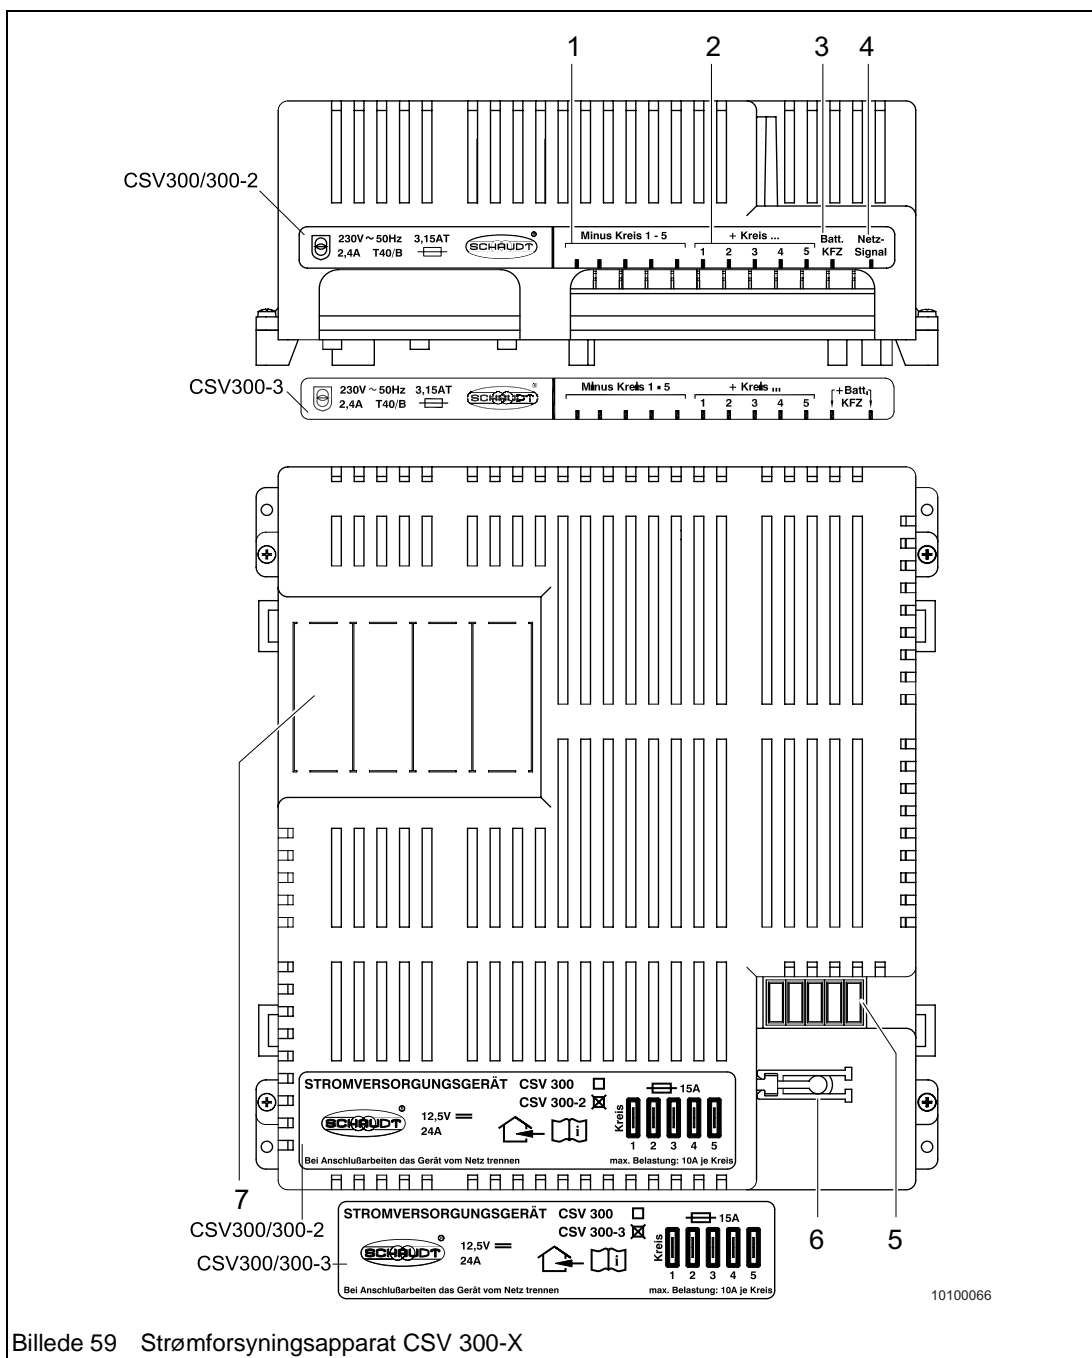 1 2 3 4
CSV300/300-2
230V ~ 50Hz 3,15AT
2,4A T40/B
SCHAUDT
Minus Kreis 1 - 5
+ Kreis ...
1 2 3 4 5
Batt. KFZ
Netz-Signal
CSV300-3
230V ~ 50Hz 3,15AT
2,4A T40/B
SCHAUDT
Minus Kreis 1 - 5
+ Kreis ...
1 2 3 4 5
+Batt.
KFZ
STROMVERSORGUNGSGERÄT CSV 300
CSV 300-2
15A
SCHAUDT
12,5V
24A
i
Kreis
1 2 3 4 5
Bei Anschlußarbeiten das Gerät vom Netz trennen
max. Belastung: 10A je Kreis
7
6
5
CSV300/300-2
CSV300/300-3
STROMVERSORGUNGSGERÄT CSV 300
CSV 300-3
15A
SCHAUDT
12,5V
24A
i
Kreis
1 2 3 4 5
Bei Anschlußarbeiten das Gerät vom Netz trennen
max. Belastung: 10A je Kreis
10100066
Billede 59 Strømforsyningsapparat CSV 300-X